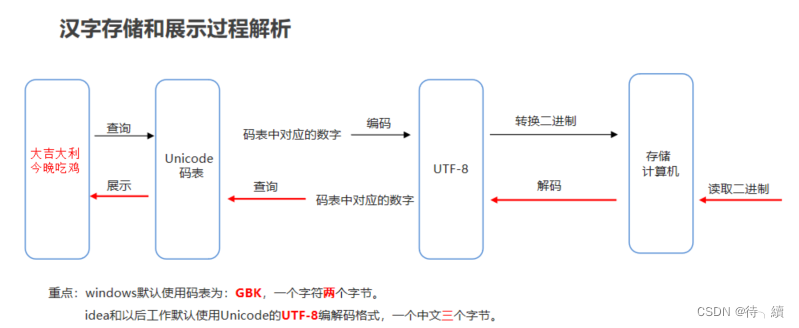 汉字存储和展示过程解析
大吉大利
今晚吃鸡
查询
展示
Unicode
码表
码表中对应的数字
编码
查询
码表中对应的数字
UTF-8
转换二进制
解码
存储
计算机
读取二进制
重点：windows默认使用码表为：GBK，一个字符两个字节。
idea和以后工作默认使用Unicode的UTF-8编解码格式，一个中文三个字节。
CSDN @待╮續